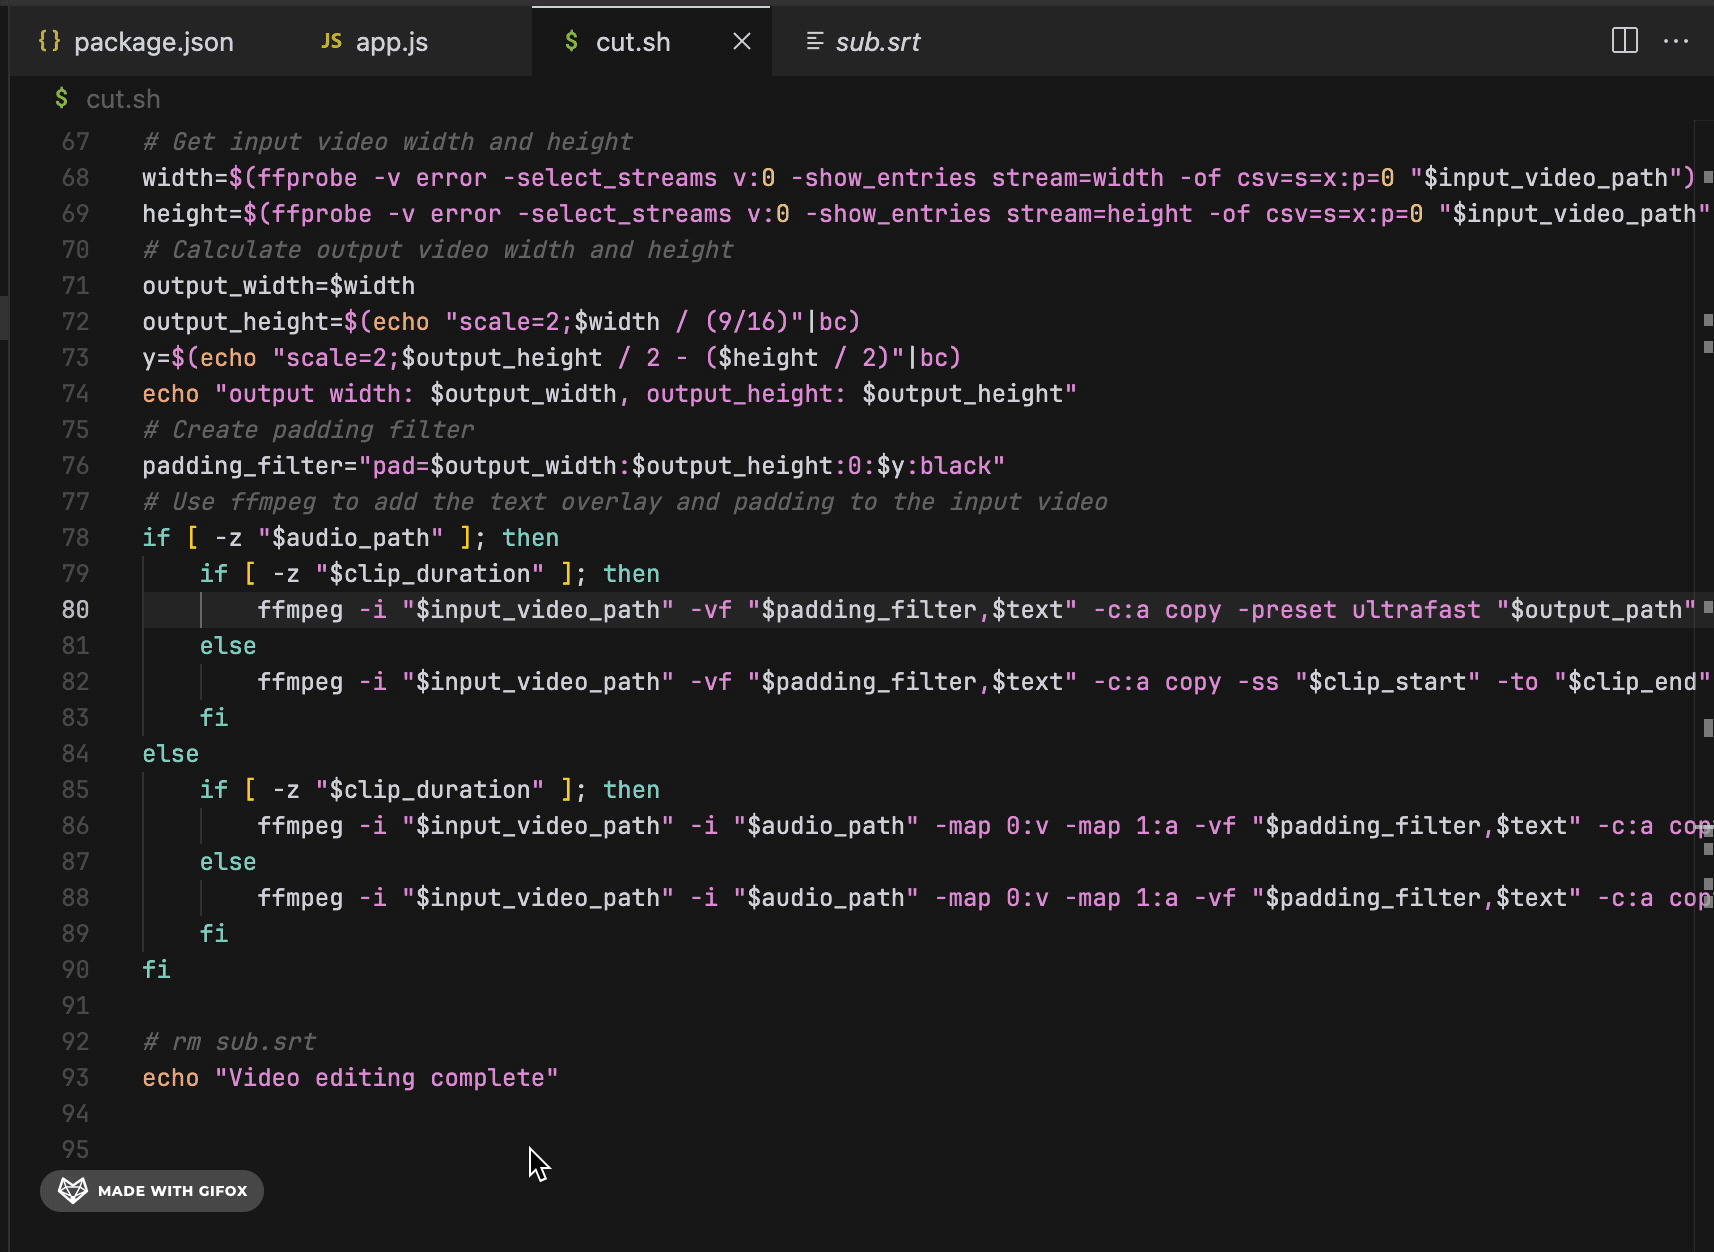 {} package.json JS app.js $ cut.sh sub.srt
$ cut.sh
67 # Get input video width and height
68 width=$(ffprobe -v error -select_streams v:0 -show_entries stream=width -of csv=s=x:p=0 "$input_video_path")
69 height=$(ffprobe -v error -select_streams v:0 -show_entries stream=height -of csv=s=x:p=0 "$input_video_path"
70 # Calculate output video width and height
71 output_width=$width
72 output_height=$(echo "scale=2;$width / (9/16)"|bc)
73 y=$(echo "scale=2;$output_height / 2 - ($height / 2)"|bc)
74 echo "output width: $output_width, output_height: $output_height"
75 # Create padding filter
76 padding_filter="pad=$output_width:$output_height:0:$y:black"
77 # Use ffmpeg to add the text overlay and padding to the input video
78 if [ -z "$audio_path" ]; then
79 if [ -z "$clip_duration" ]; then
80 ffmpeg -i "$input_video_path" -vf "$padding_filter,$text" -c:a copy -preset ultrafast "$output_path"
81 else
82 ffmpeg -i "$input_video_path" -vf "$padding_filter,$text" -c:a copy -ss "$clip_start" -to "$clip_end"
83 fi
84 else
85 if [ -z "$clip_duration" ]; then
86 ffmpeg -i "$input_video_path" -i "$audio_path" -map 0:v -map 1:a -vf "$padding_filter,$text" -c:a cop
87 else
88 ffmpeg -i "$input_video_path" -i "$audio_path" -map 0:v -map 1:a -vf "$padding_filter,$text" -c:a cop
89 fi
90 fi
91
92 # rm sub.srt
93 echo "Video editing complete"
94
95
MADE WITH GIFOX